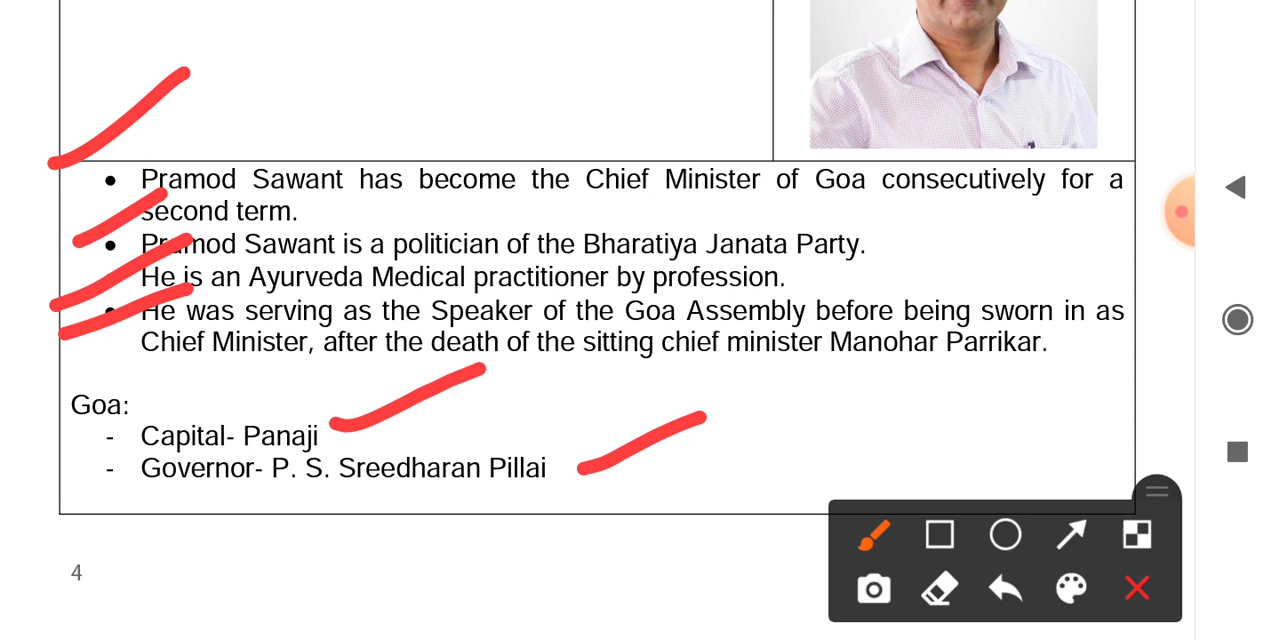 • Pramod Sawant has become the Chief Minister of Goa consecutively for a
second term.
• Pramod Sawant is a politician of the Bharatiya Janata Party.
He is an Ayurveda Medical practitioner by profession.
• He was serving as the Speaker of the Goa Assembly before being sworn in as
Chief Minister, after the death of the sitting chief minister Manohar Parrikar.
Goa:
- Capital- Panaji
- Governor- P. S. Sreedharan Pillai
4